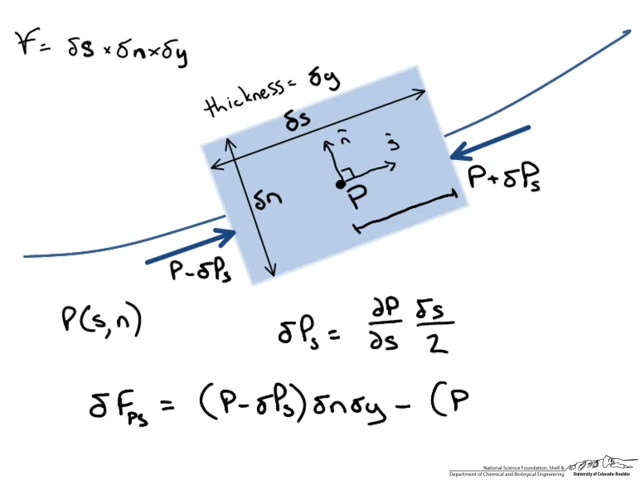 V = δs × δn × δy
thickness = δy
δs
n̂
ŝ
δn
P
P + δPₛ
P − δPₛ
P(s, n)
δPₛ = ∂P/∂s δs/2
δF_Ps = (P − δPₛ) δn δy − (P
National Science Foundation, Shell &
Department of Chemical and Biological Engineering
University of Colorado-Boulder